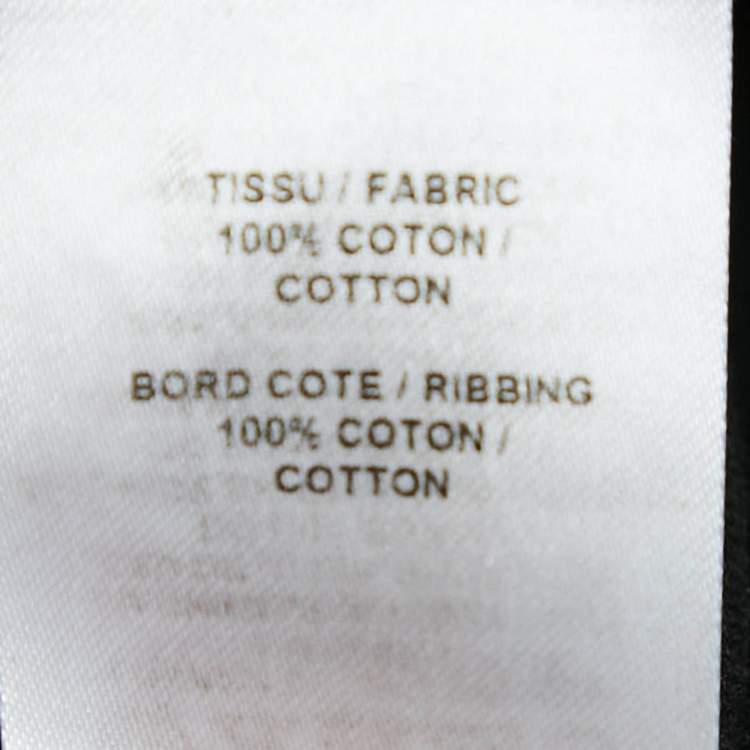 TISSU / FABRIC
100% COTON /
COTTON
BORD COTE / RIBBING
100% COTON /
COTTON